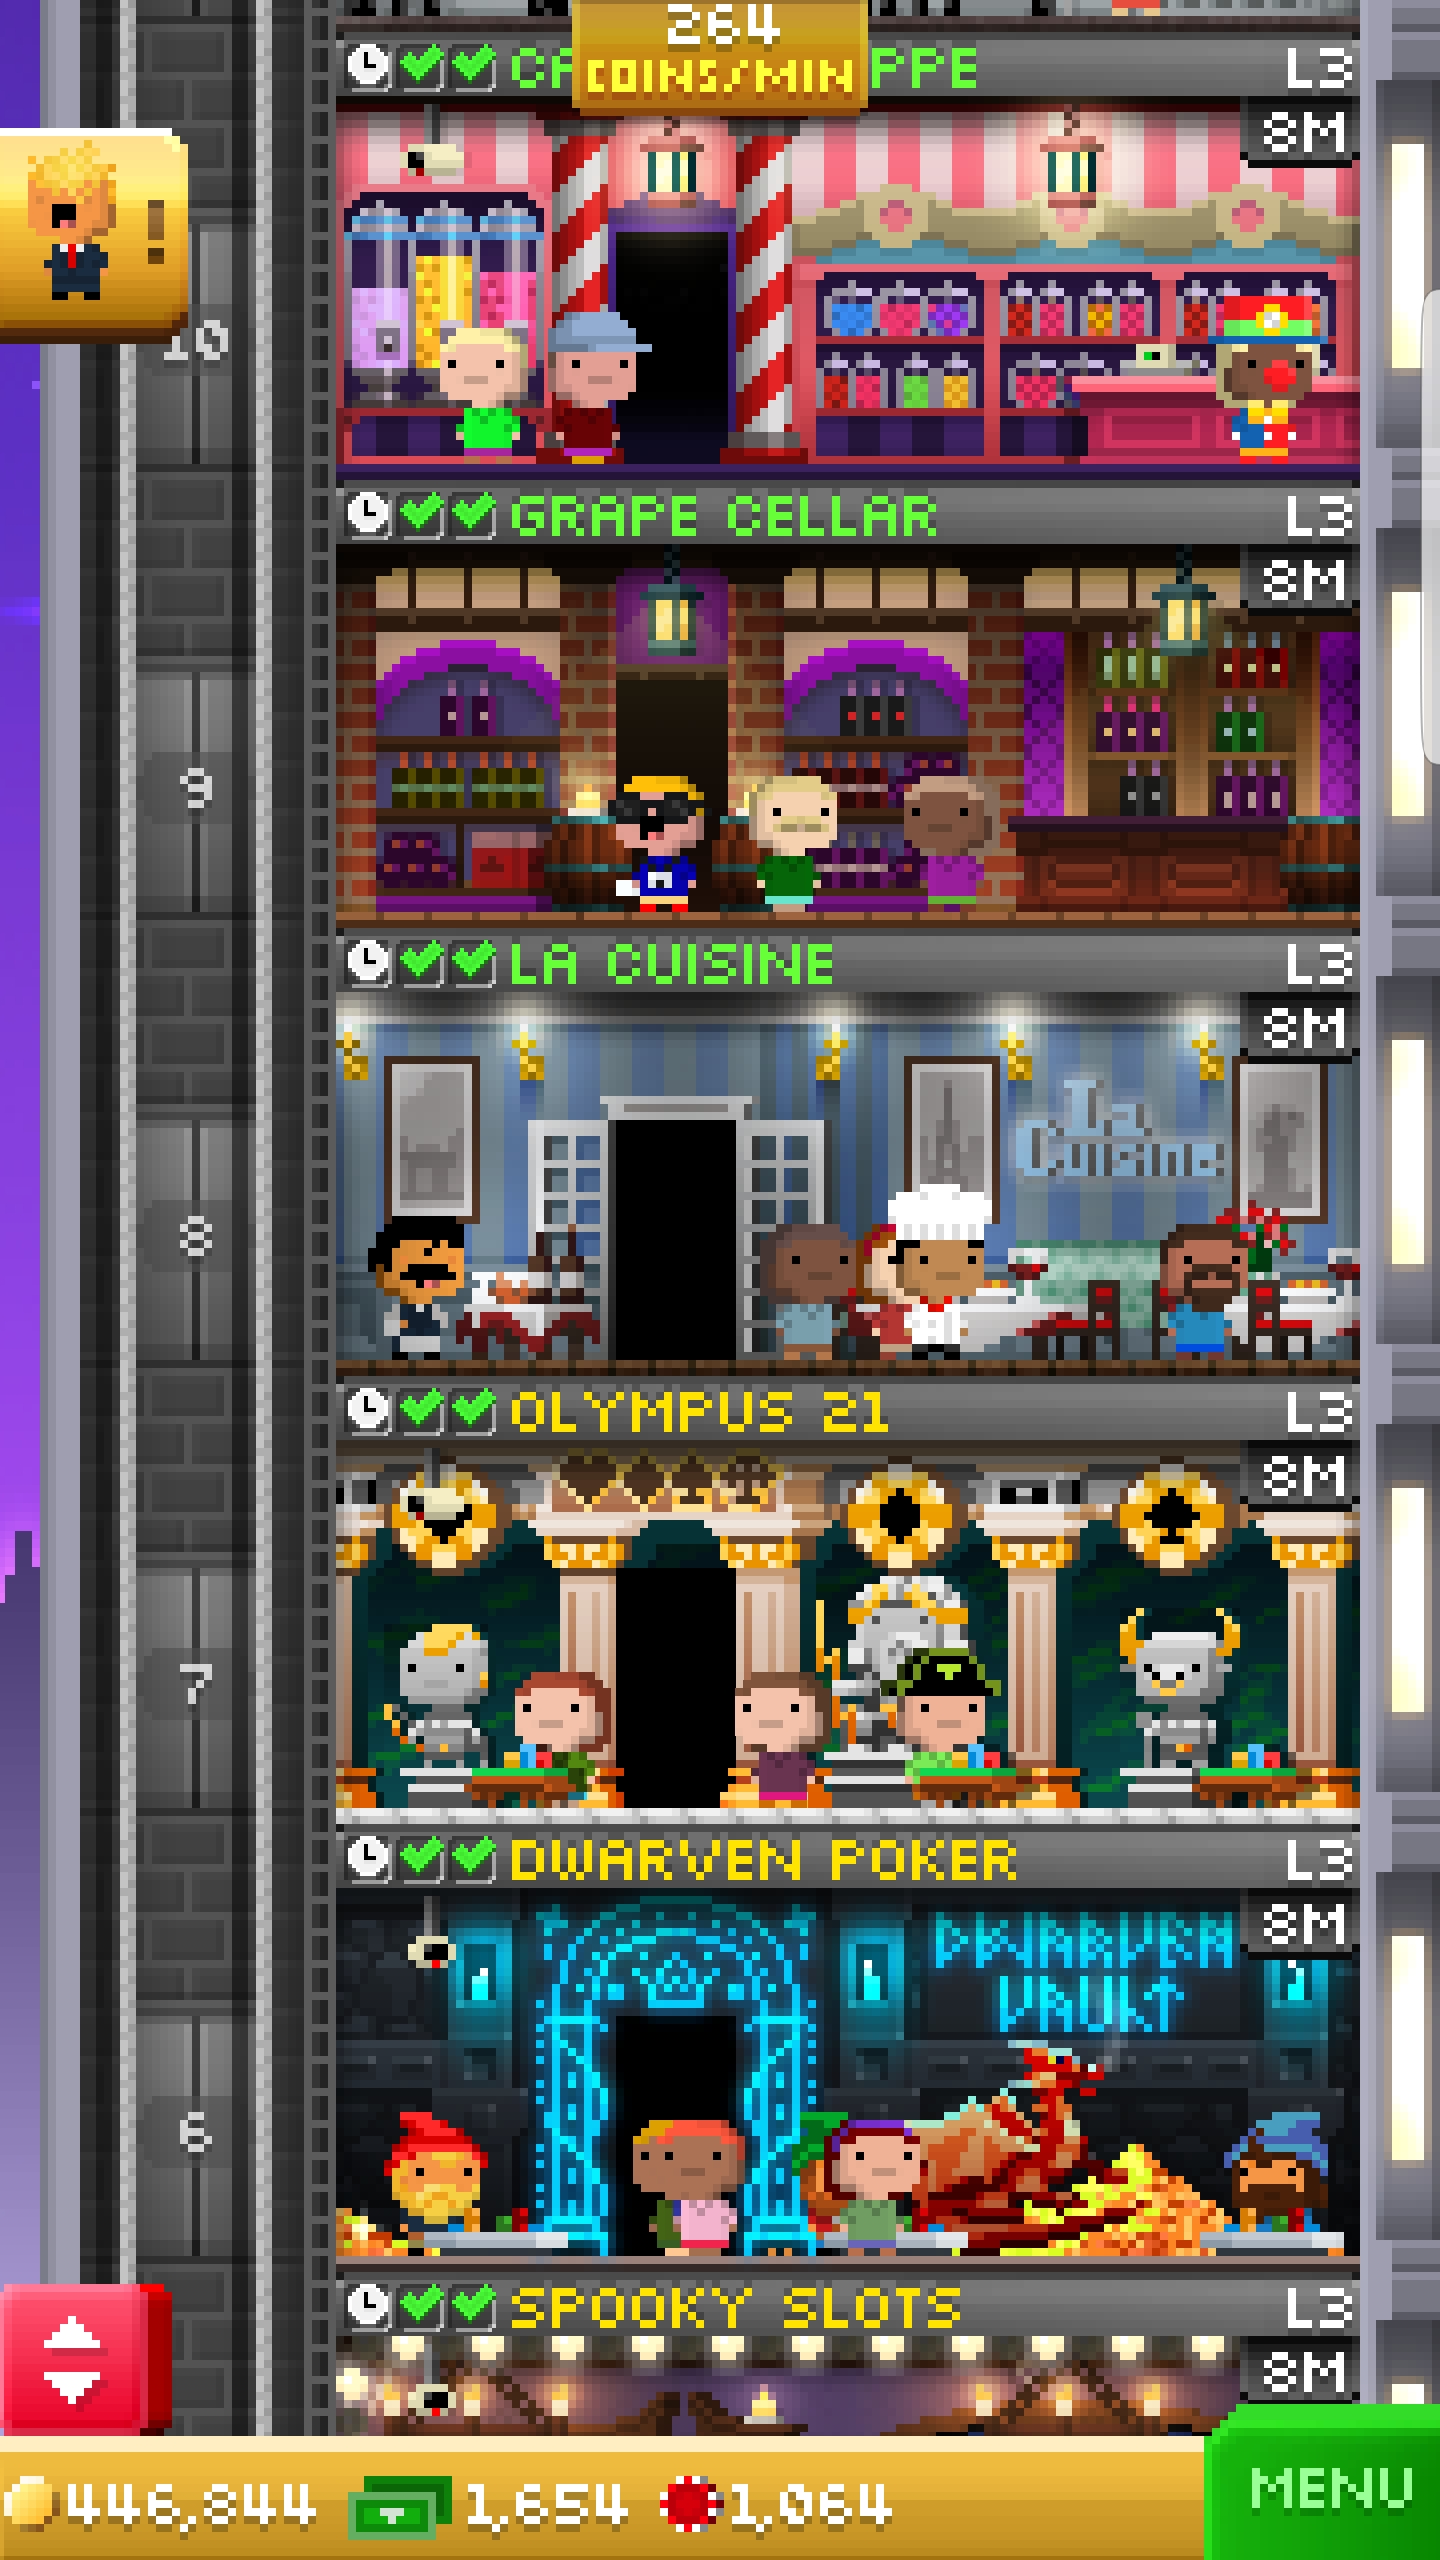 264
COINS/MIN
PPE L3
8M
!
10
GRAPE CELLAR L3
8M
9
LA CUISINE L3
8M
La
Cuisine
8
OLYMPUS 21 L3
8M
7
DWARVEN POKER L3
8M
DWARVEN
VAULT
6
SPOOKY SLOTS L3
8M
446,844 1,654 1,064
MENU